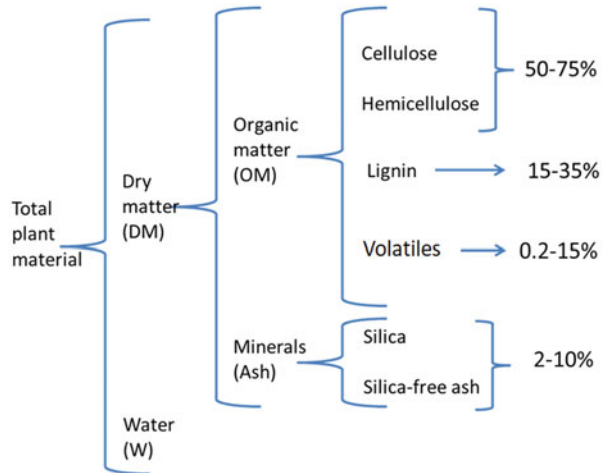 Total
plant
material
Dry
matter
(DM)
Water
(W)
Organic
matter
(OM)
Minerals
(Ash)
Cellulose
Hemicellulose
50-75%
Lignin
15-35%
Volatiles
0.2-15%
Silica
Silica-free ash
2-10%